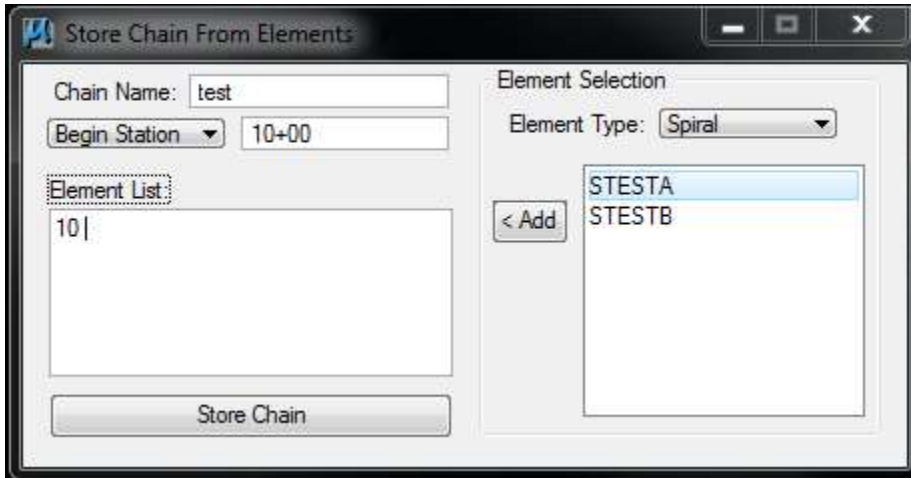 Store Chain From Elements
Chain Name: test
Begin Station 10+00
Element List:
10
Store Chain
Element Selection
Element Type: Spiral
< Add
STESTA
STESTB